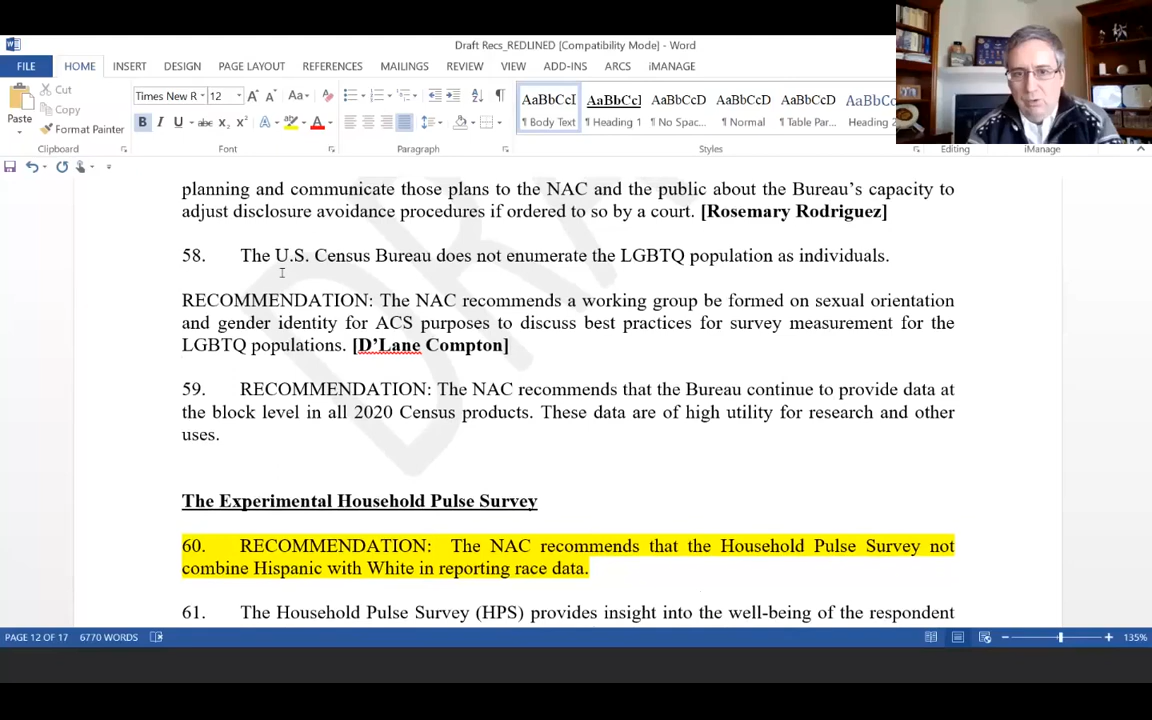 Draft Recs_REDLINED [Compatibility Mode] - Word
FILE HOME INSERT DESIGN PAGE LAYOUT REFERENCES MAILINGS REVIEW VIEW ADD-INS ARCS iMANAGE
Paste
Cut
Copy
Format Painter
Clipboard
Times New R 12
Aa
B I U abc X₂ X²
Font
Paragraph
AaBbCcI AaBbCcI AaBbCcD AaBbCcD AaBbCcD AaBbCcD
¶ Body Text ¶ Heading 1 ¶ No Spac... ¶ Normal ¶ Table Par... Heading 2
Styles
Editing
iManage
planning and communicate those plans to the NAC and the public about the Bureau's capacity to
adjust disclosure avoidance procedures if ordered to so by a court. [Rosemary Rodriguez]
58. The U.S. Census Bureau does not enumerate the LGBTQ population as individuals.
RECOMMENDATION: The NAC recommends a working group be formed on sexual orientation
and gender identity for ACS purposes to discuss best practices for survey measurement for the
LGBTQ populations. [D'Lane Compton]
59. RECOMMENDATION: The NAC recommends that the Bureau continue to provide data at
the block level in all 2020 Census products. These data are of high utility for research and other
uses.
The Experimental Household Pulse Survey
60. RECOMMENDATION: The NAC recommends that the Household Pulse Survey not
combine Hispanic with White in reporting race data.
61. The Household Pulse Survey (HPS) provides insight into the well-being of the respondent
PAGE 12 OF 17 6770 WORDS
135%